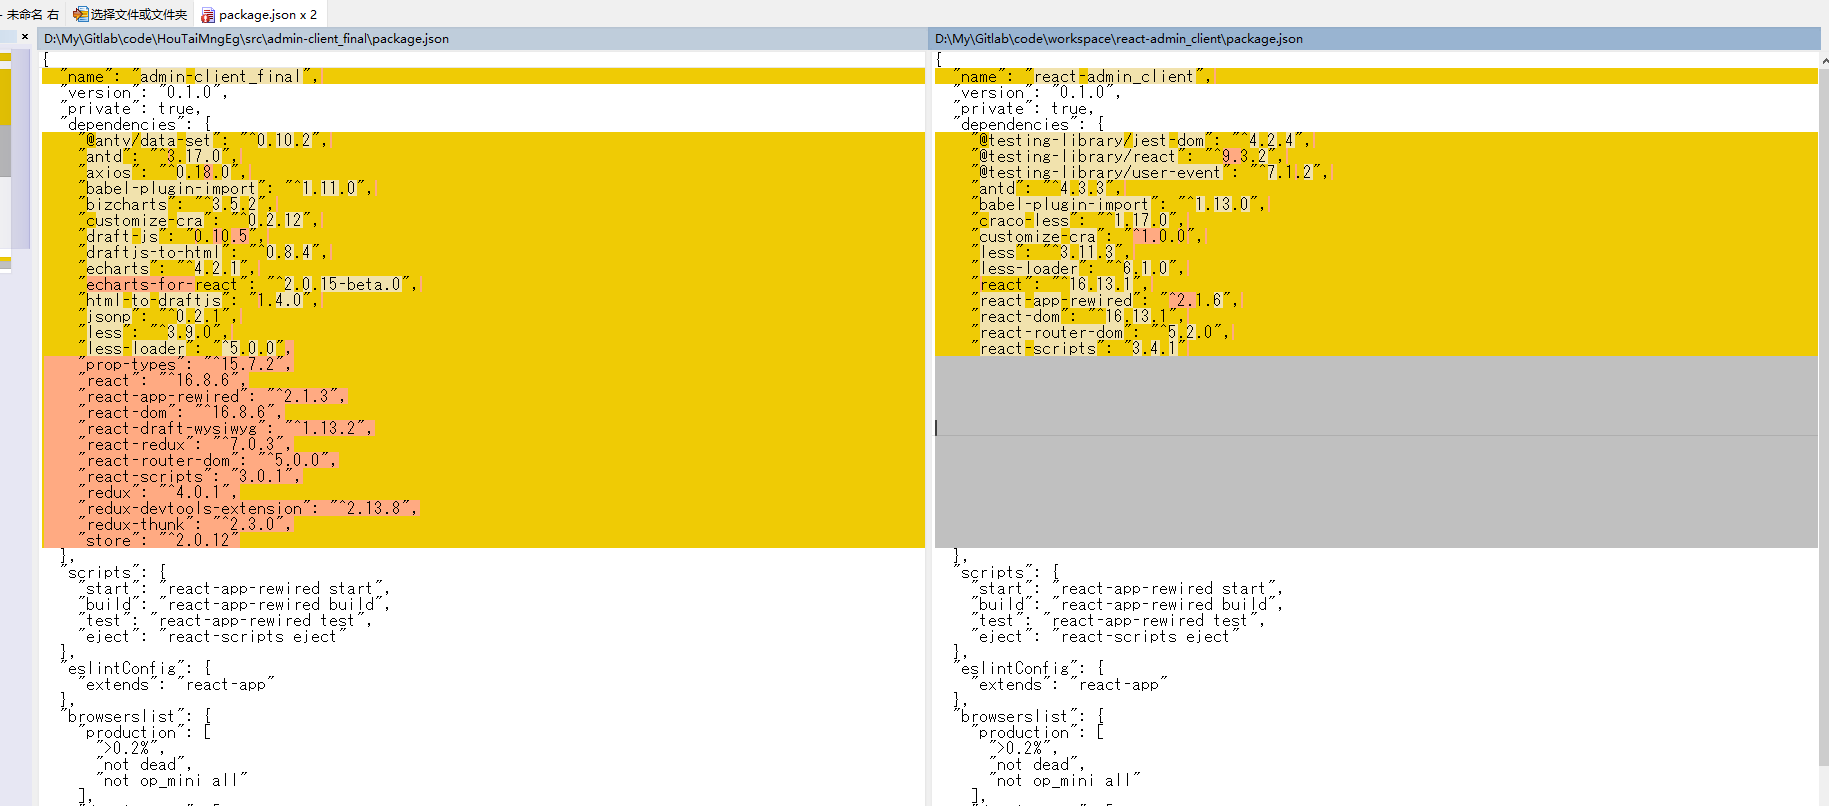 - 未命名 右
选择文件或文件夹
package.json x 2
D:\My\Gitlab\code\HouTaiMngEg\src\admin-client_final\package.json
{
"name": "admin-client_final",
"version": "0.1.0",
"private": true,
"dependencies": {
"@antv/data-set": "^0.10.2",
"antd": "^3.17.0",
"axios": "^0.18.0",
"babel-plugin-import": "^1.11.0",
"bizcharts": "^3.5.2",
"customize-cra": "^0.2.12",
"draft-js": "0.10.5",
"draftjs-to-html": "^0.8.4",
"echarts": "^4.2.1",
"echarts-for-react": "^2.0.15-beta.0",
"html-to-draftjs": "1.4.0",
"jsonp": "^0.2.1",
"less": "^3.9.0",
"less-loader": "^5.0.0",
"prop-types": "^15.7.2",
"react": "^16.8.6",
"react-app-rewired": "^2.1.3",
"react-dom": "^16.8.6",
"react-draft-wysiwyg": "^1.13.2",
"react-redux": "^7.0.3",
"react-router-dom": "^5.0.0",
"react-scripts": "3.0.1",
"redux": "^4.0.1",
"redux-devtools-extension": "^2.13.8",
"redux-thunk": "^2.3.0",
"store": "^2.0.12"
},
"scripts": {
"start": "react-app-rewired start",
"build": "react-app-rewired build",
"test": "react-app-rewired test",
"eject": "react-scripts eject"
},
"eslintConfig": {
"extends": "react-app"
},
"browserslist": {
"production": [
">0.2%",
"not dead",
"not op_mini all"
],
D:\My\Gitlab\code\workspace\react-admin_client\package.json
{
"name": "react-admin_client",
"version": "0.1.0",
"private": true,
"dependencies": {
"@testing-library/jest-dom": "^4.2.4",
"@testing-library/react": "^9.3.2",
"@testing-library/user-event": "^7.1.2",
"antd": "^4.3.3",
"babel-plugin-import": "^1.13.0",
"craco-less": "^1.17.0",
"customize-cra": "^1.0.0",
"less": "^3.11.3",
"less-loader": "^6.1.0",
"react": "^16.13.1",
"react-app-rewired": "^2.1.6",
"react-dom": "^16.13.1",
"react-router-dom": "^5.2.0",
"react-scripts": "3.4.1"
},
"scripts": {
"start": "react-app-rewired start",
"build": "react-app-rewired build",
"test": "react-app-rewired test",
"eject": "react-scripts eject"
},
"eslintConfig": {
"extends": "react-app"
},
"browserslist": {
"production": [
">0.2%",
"not dead",
"not op_mini all"
],